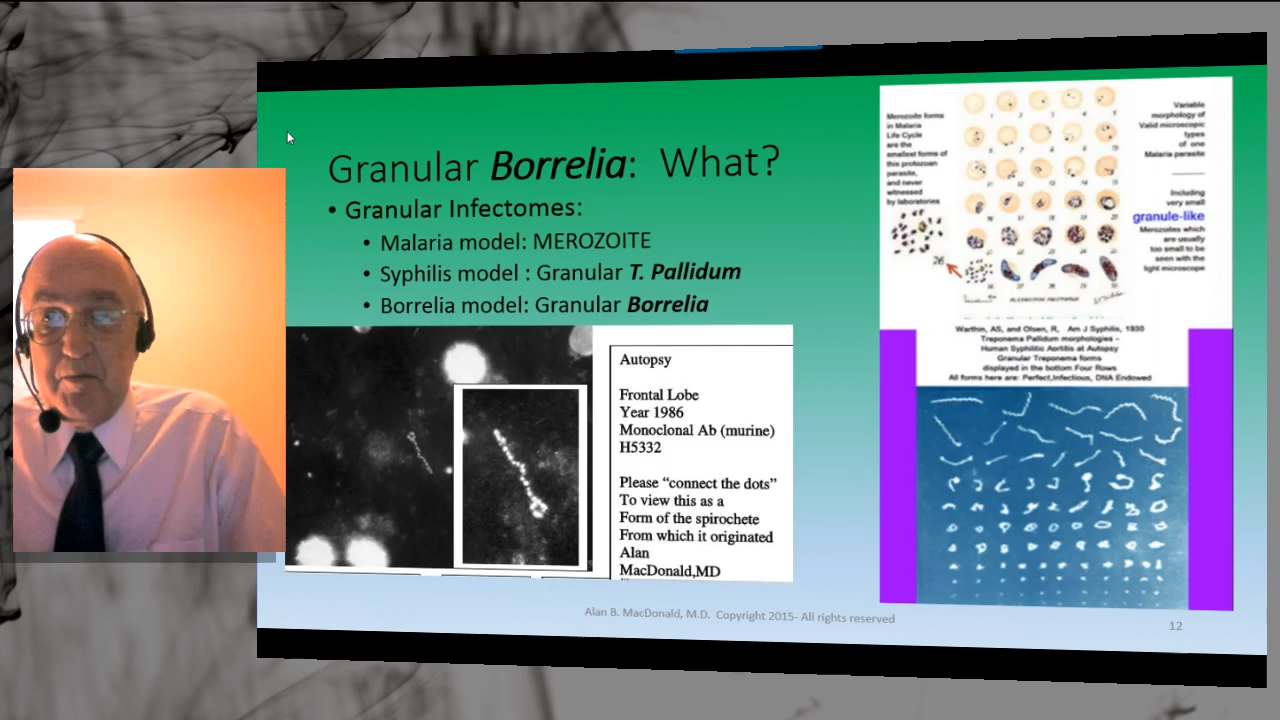 Granular Borrelia: What?
• Granular Infectomes:
• Malaria model: MEROZOITE
• Syphilis model : Granular T. Pallidum
• Borrelia model: Granular Borrelia
Autopsy
Frontal Lobe
Year 1986
Monoclonal Ab (murine)
H5332
Please “connect the dots”
To view this as a
Form of the spirochete
From which it originated
Alan
MacDonald,MD
Merozoite forms
in Malaria
Life Cycle
are the
smallest forms of
this protozoan
parasite,
and never
witnessed
by laboratories
26
Variable
morphology of
Valid microscopic
types
of one
Malaria parasite
Including
very small
granule-like
Merozoites which
are usually
too small to be
seen with the
light microscope
Warthin, AS, and Olsen, R, Am J Syphilis, 1930
Treponema Pallidum morphologies -
Human Syphilitic Aortitis at Autopsy
Granular Treponema forms
displayed in the bottom Four Rows
All forms here are: Perfect,Infectious, DNA Endowed
Alan B. MacDonald, M.D. Copyright 2015- All rights reserved
12